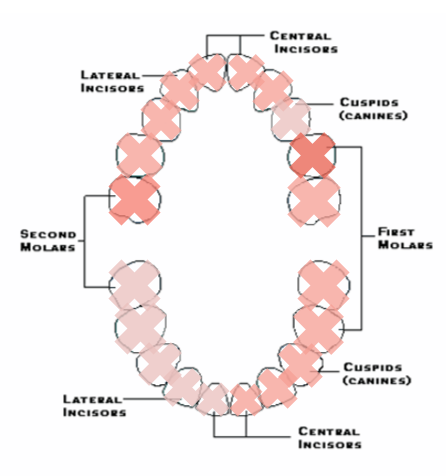 CENTRAL
INCISORS
LATERAL
INCISORS
CUSPIDS
(CANINES)
SECOND
MOLARS
FIRST
MOLARS
CUSPIDS
(CANINES)
LATERAL
INCISORS
CENTRAL
INCISORS